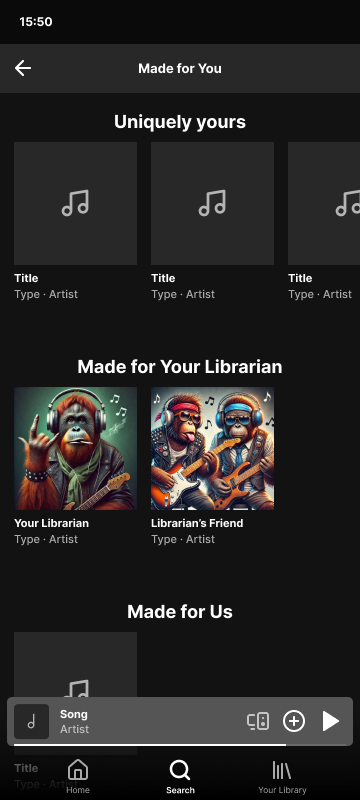 15:50
Made for You
Uniquely yours
Title
Type · Artist
Title
Type · Artist
Title
Type · Artist
Made for Your Librarian
Your Librarian
Type · Artist
Librarian's Friend
Type · Artist
Made for Us
Song
Artist
Title
Type · Artist
Home
Search
Your Library